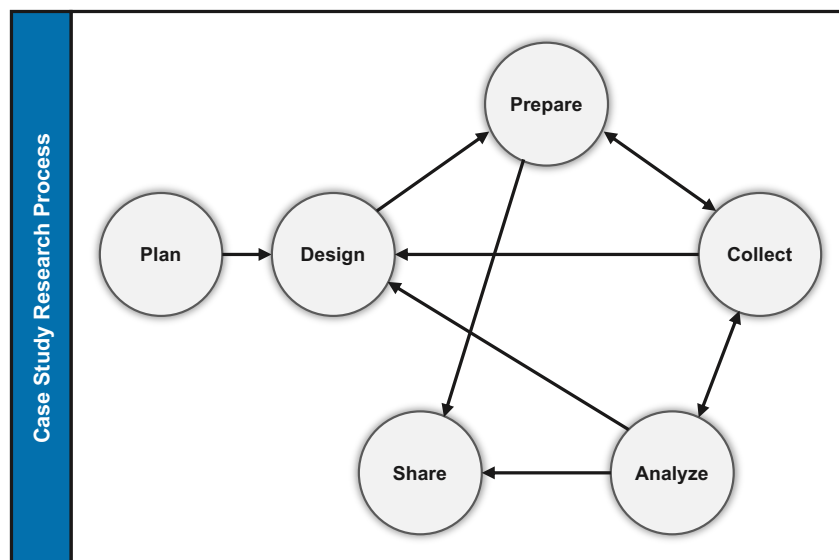 Case Study Research Process
Prepare
Plan
Design
Collect
Share
Analyze